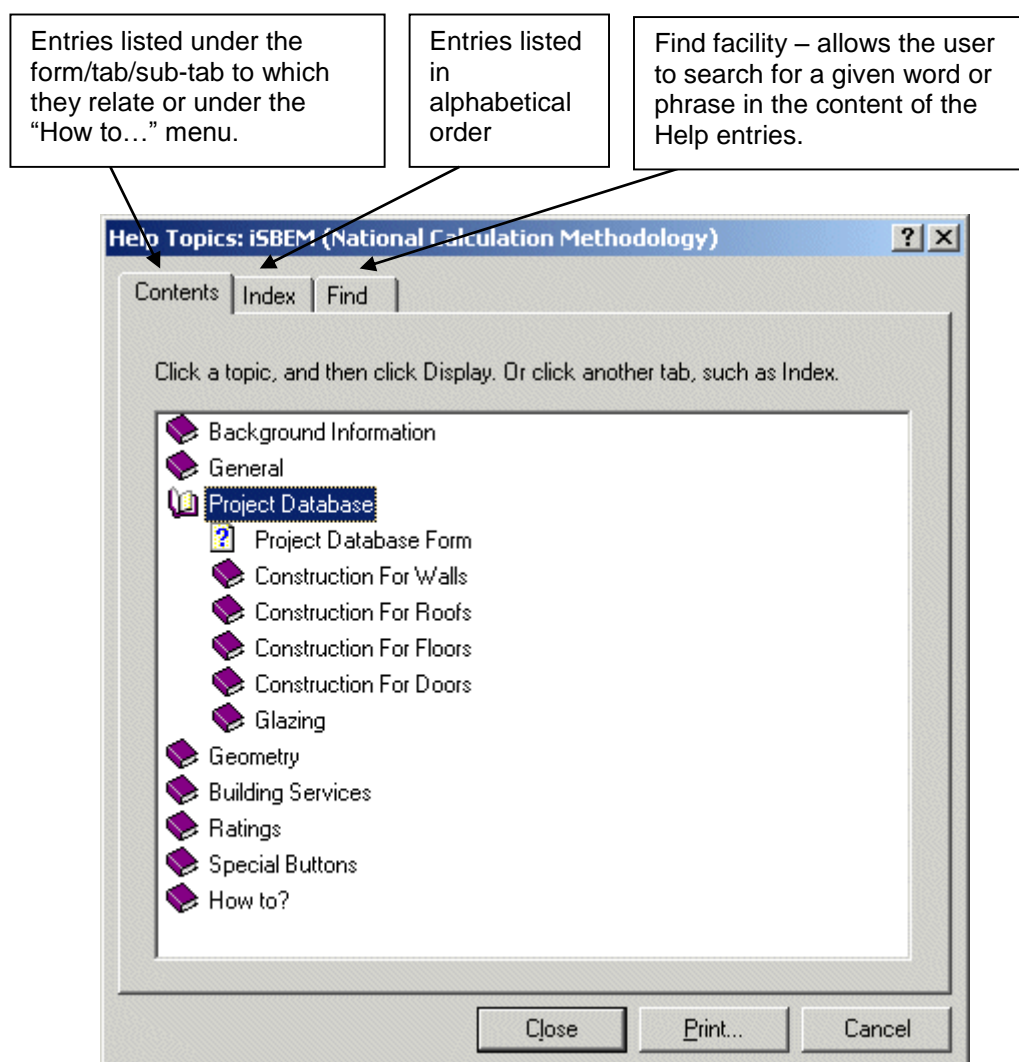 Entries listed under the
form/tab/sub-tab to which
they relate or under the
“How to…” menu.
Entries listed
in
alphabetical
order
Find facility – allows the user
to search for a given word or
phrase in the content of the
Help entries.
Help Topics: iSBEM (National Calculation Methodology)
Contents Index Find
Click a topic, and then click Display. Or click another tab, such as Index.
Background Information
General
Project Database
Project Database Form
Construction For Walls
Construction For Roofs
Construction For Floors
Construction For Doors
Glazing
Geometry
Building Services
Ratings
Special Buttons
How to?
Close Print... Cancel